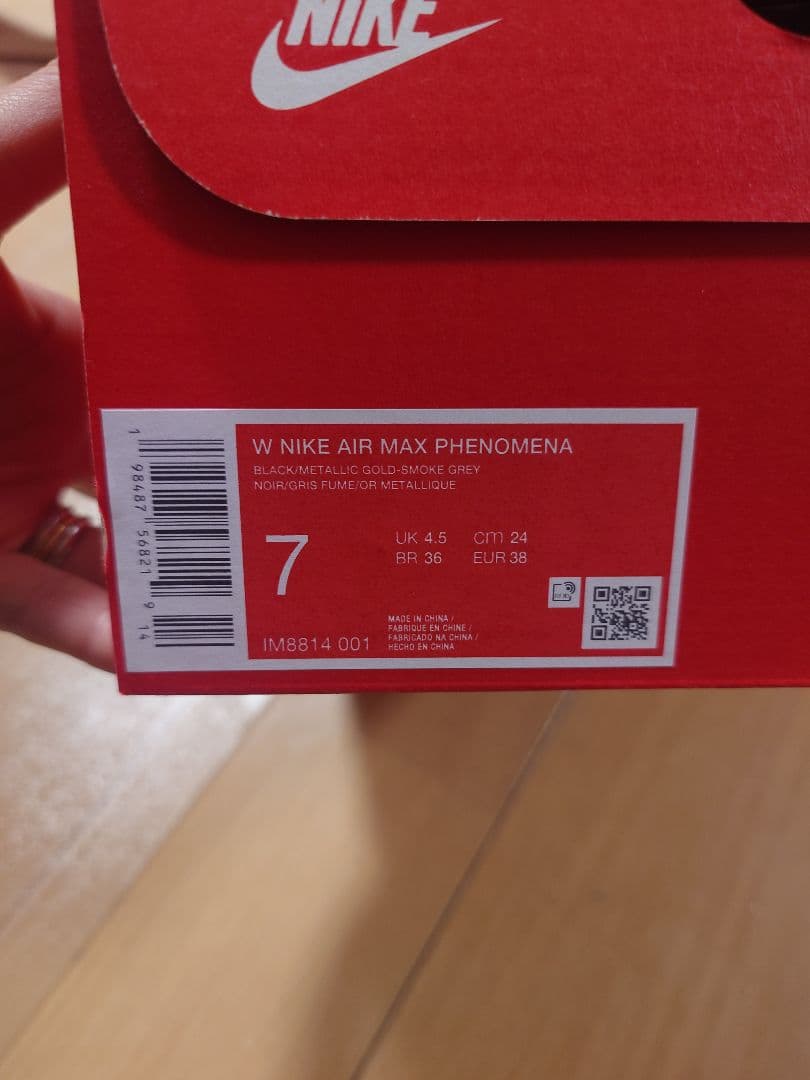 NIKE
W NIKE AIR MAX PHENOMENA
BLACK/METALLIC GOLD-SMOKE GREY
NOIR/GRIS FUME/OR METALLIQUE
7
UK 4.5 cm 24
BR 36 EUR 38
MADE IN CHINA /
FABRIQUE EN CHINE /
FABRICADO NA CHINA /
HECHO EN CHINA
IM8814 001
1 98487 56821 9 14